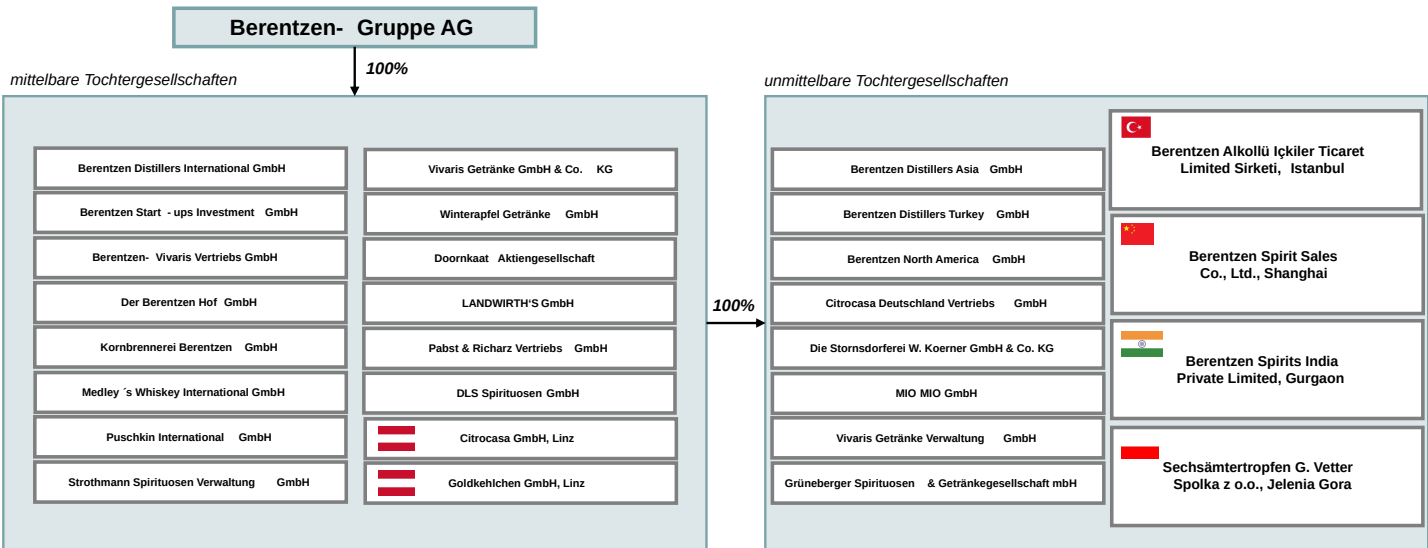 Berentzen- Gruppe AG
100%
mittelbare Tochtergesellschaften
Berentzen Distillers International GmbH
Berentzen Start - ups Investment GmbH
Berentzen- Vivaris Vertriebs GmbH
Der Berentzen Hof GmbH
Kornbrennerei Berentzen GmbH
Medley ´s Whiskey International GmbH
Puschkin International GmbH
Strothmann Spirituosen Verwaltung GmbH
Vivaris Getränke GmbH & Co. KG
Winterapfel Getränke GmbH
Doornkaat Aktiengesellschaft
LANDWIRTH'S GmbH
Pabst & Richarz Vertriebs GmbH
DLS Spirituosen GmbH
Citrocasa GmbH, Linz
Goldkehlchen GmbH, Linz
100%
unmittelbare Tochtergesellschaften
Berentzen Distillers Asia GmbH
Berentzen Distillers Turkey GmbH
Berentzen North America GmbH
Citrocasa Deutschland Vertriebs GmbH
Die Stornsdorferei W. Koerner GmbH & Co. KG
MIO MIO GmbH
Vivaris Getränke Verwaltung GmbH
Grüneberger Spirituosen & Getränkegesellschaft mbH
Berentzen Alkollü Içkiler Ticaret
Limited Sirketi, Istanbul
Berentzen Spirit Sales
Co., Ltd., Shanghai
Berentzen Spirits India
Private Limited, Gurgaon
Sechsämtertropfen G. Vetter
Spolka z o.o., Jelenia Gora